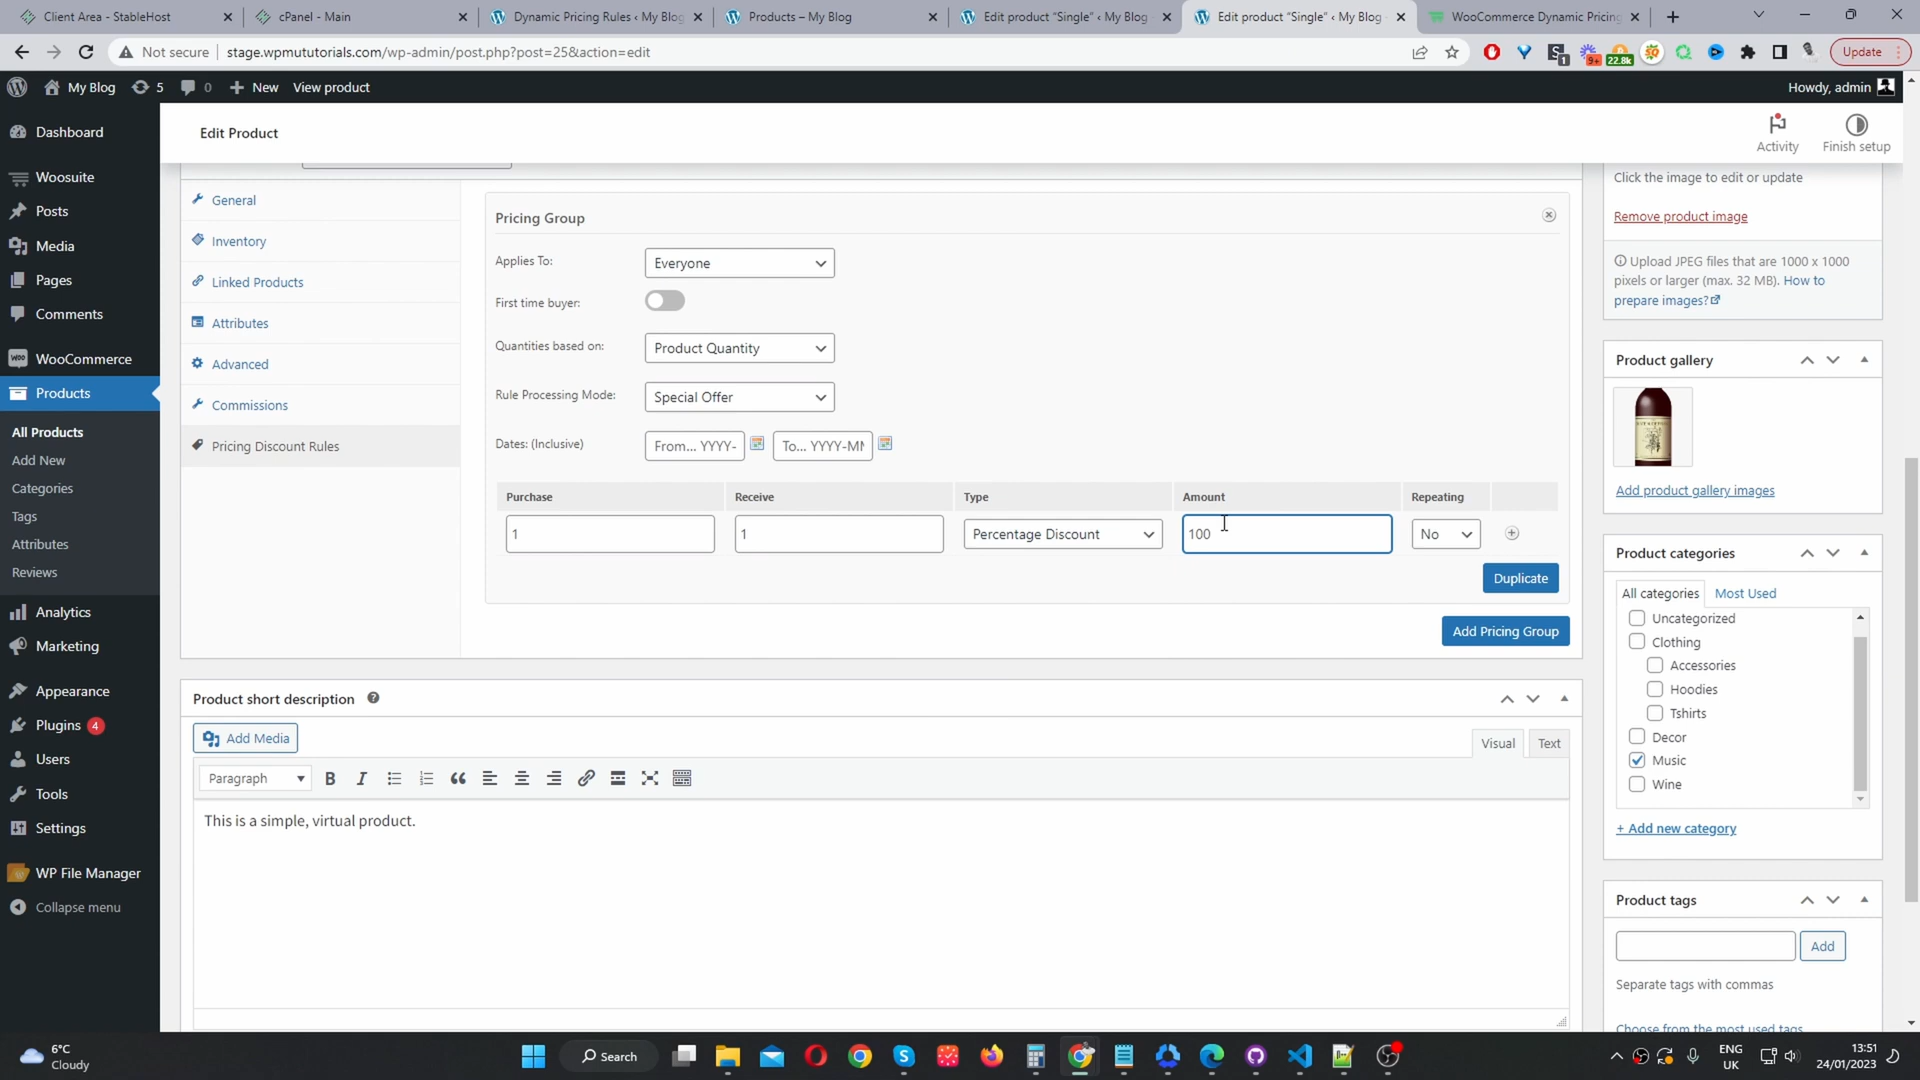 Client Area - StableHost
cPanel - Main
Dynamic Pricing Rules ‹ My Blog
Products – My Blog
Edit product “Single” ‹ My Blog
Edit product “Single” ‹ My Blog
WooCommerce Dynamic Pricing
Not secure
stage.wpmututorials.com/wp-admin/post.php?post=25&action=edit
1
9+
22.8k
Update
My Blog
5
0
New
View product
Howdy, admin
Dashboard
Woosuite
Posts
Media
Pages
Comments
WooCommerce
Products
All Products
Add New
Categories
Tags
Attributes
Reviews
Analytics
Marketing
Appearance
Plugins 4
Users
Tools
Settings
WP File Manager
Collapse menu
Edit Product
Activity
Finish setup
General
Inventory
Linked Products
Attributes
Advanced
Commissions
Pricing Discount Rules
Pricing Group
Applies To:
Everyone
First time buyer:
Quantities based on:
Product Quantity
Rule Processing Mode:
Special Offer
Dates: (Inclusive)
From... YYYY-
To... YYYY-MM
Purchase
Receive
Type
Amount
Repeating
1
1
Percentage Discount
100
No
Duplicate
Add Pricing Group
Product short description
Add Media
Visual
Text
Paragraph
This is a simple, virtual product.
Click the image to edit or update
Remove product image
Upload JPEG files that are 1000 x 1000
pixels or larger (max. 32 MB). How to
prepare images?
Product gallery
Add product gallery images
Product categories
All categories
Most Used
Uncategorized
Clothing
Accessories
Hoodies
Tshirts
Decor
Music
Wine
+ Add new category
Product tags
Add
Separate tags with commas
Choose from the most used tags
6°C
Cloudy
Search
ENG
UK
13:51
24/01/2023